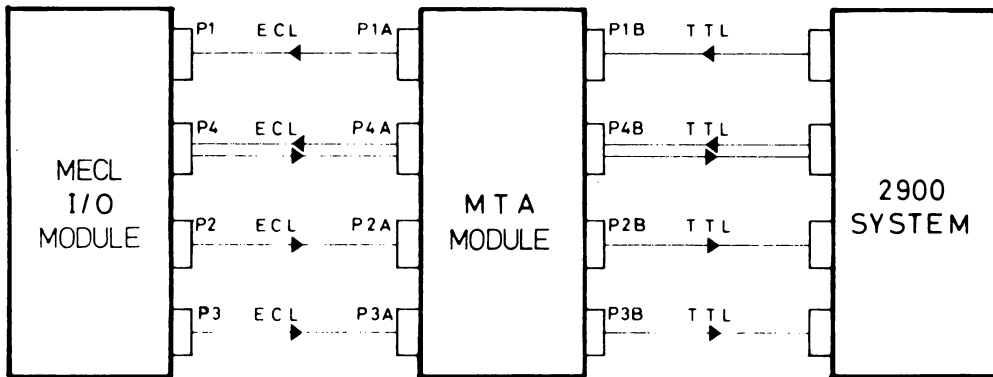 P1 ECL P1A P1B TTL
P4 ECL P4A P4B TTL
MECL
I/O
MODULE
MTA
MODULE
2900
SYSTEM
P2 ECL P2A P2B TTL
P3 ECL P3A P3B TTL